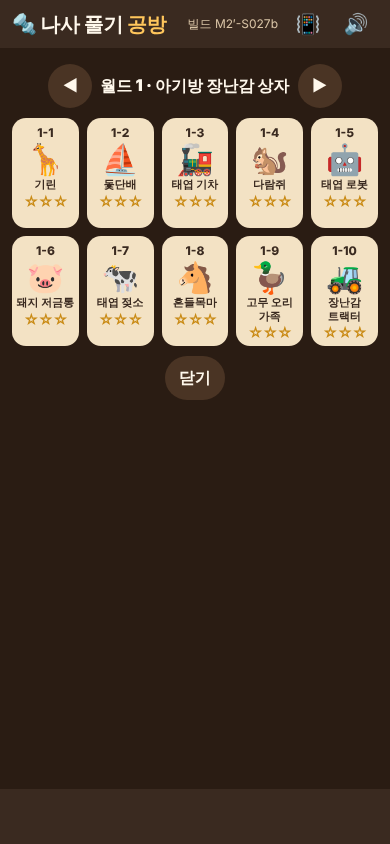 나사 풀기 공방 빌드 M2'-S027b
월드 1 · 아기방 장난감 상자
1-1 1-2 1-3 1-4 1-5
기린 돛단배 태엽 기차 다람쥐 태엽 로봇
☆☆☆ ☆☆☆ ☆☆☆ ☆☆☆ ☆☆☆
1-6 1-7 1-8 1-9 1-10
돼지 저금통 태엽 젖소 흔들목마 고무 오리 장난감
가족 트랙터
☆☆☆ ☆☆☆ ☆☆☆ ☆☆☆ ☆☆☆
닫기